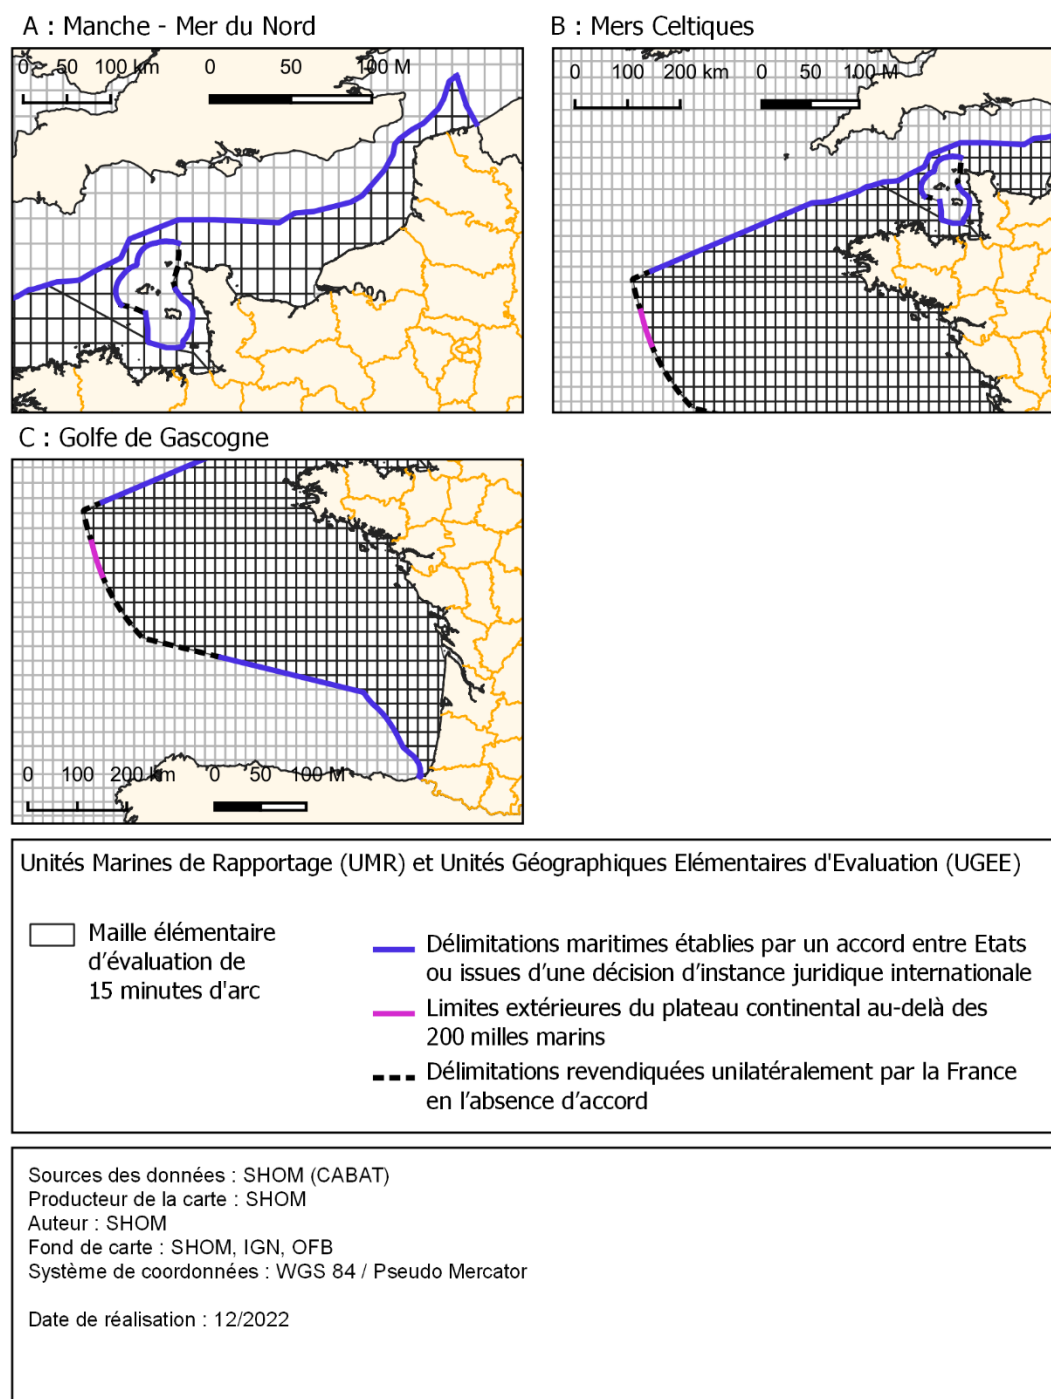 A : Manche - Mer du Nord
0 50 100 km 0 50 100 M
B : Mers Celtiques
0 100 200 km 0 50 100 M
C : Golfe de Gascogne
0 100 200 km 0 50 100 M
Unités Marines de Rapportage (UMR) et Unités Géographiques Elémentaires d'Evaluation (UGEE)
Maille élémentaire
d’évaluation de
15 minutes d'arc
Délimitations maritimes établies par un accord entre Etats
ou issues d’une décision d’instance juridique internationale
Limites extérieures du plateau continental au-delà des
200 milles marins
Délimitations revendiquées unilatéralement par la France
en l’absence d’accord
Sources des données : SHOM (CABAT)
Producteur de la carte : SHOM
Auteur : SHOM
Fond de carte : SHOM, IGN, OFB
Système de coordonnées : WGS 84 / Pseudo Mercator
Date de réalisation : 12/2022